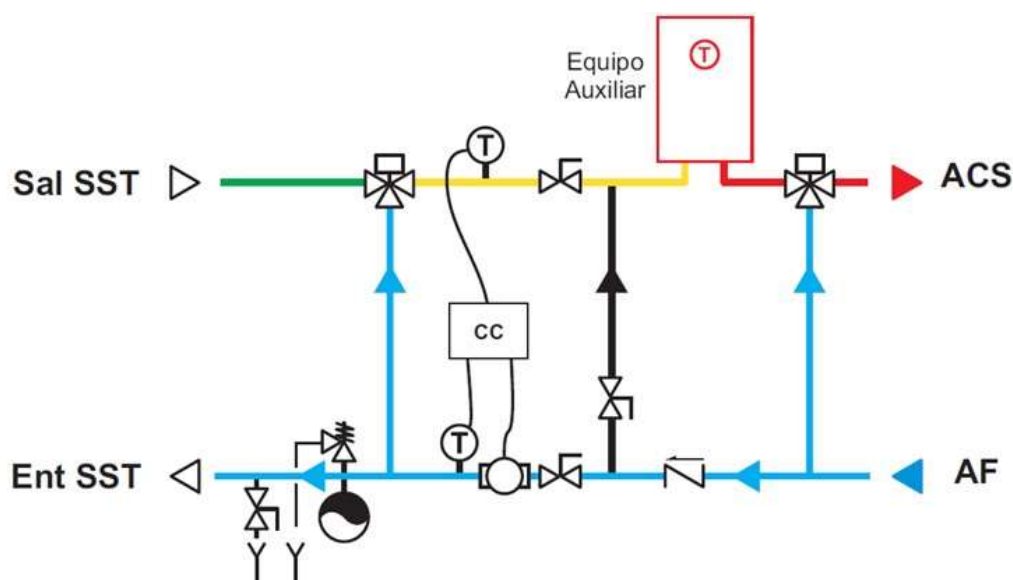 Equipo
Auxiliar
T
T
Sal SST
ACS
CC
T
Ent SST
AF